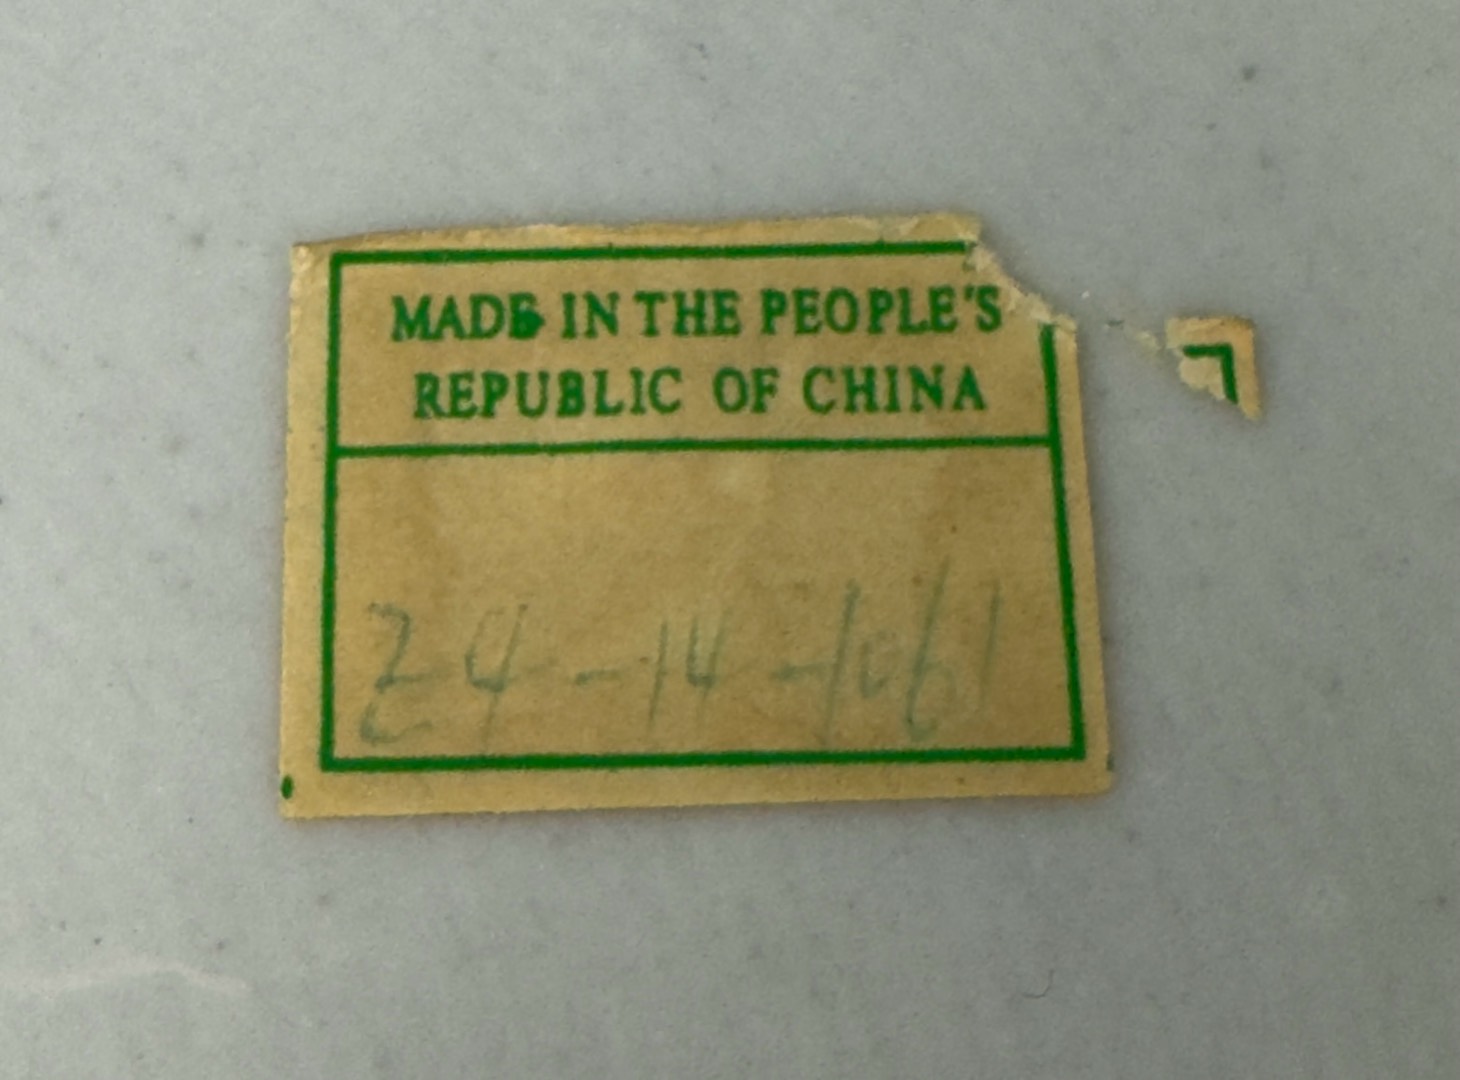 MADE IN THE PEOPLE'S
REPUBLIC OF CHINA
24-14-1061